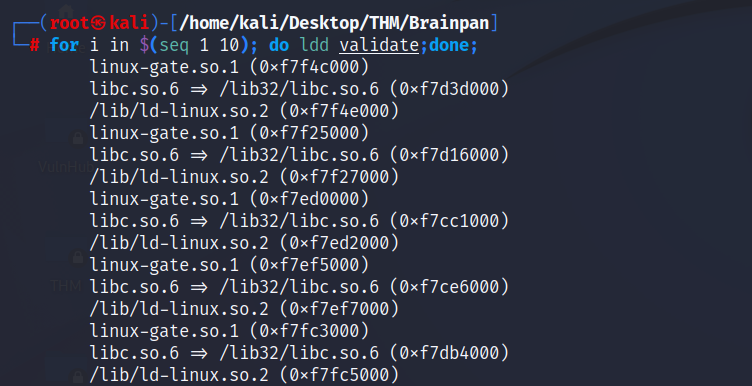 ┌──(root㉿kali)-[/home/kali/Desktop/THM/Brainpan]
└─# for i in $(seq 1 10); do ldd validate;done;
linux-gate.so.1 (0×f7f4c000)
libc.so.6 ⇒ /lib32/libc.so.6 (0×f7d3d000)
/lib/ld-linux.so.2 (0×f7f4e000)
linux-gate.so.1 (0×f7f25000)
libc.so.6 ⇒ /lib32/libc.so.6 (0×f7d16000)
/lib/ld-linux.so.2 (0×f7f27000)
linux-gate.so.1 (0×f7ed0000)
libc.so.6 ⇒ /lib32/libc.so.6 (0×f7cc1000)
/lib/ld-linux.so.2 (0×f7ed2000)
linux-gate.so.1 (0×f7ef5000)
libc.so.6 ⇒ /lib32/libc.so.6 (0×f7ce6000)
/lib/ld-linux.so.2 (0×f7ef7000)
linux-gate.so.1 (0×f7fc3000)
libc.so.6 ⇒ /lib32/libc.so.6 (0×f7db4000)
/lib/ld-linux.so.2 (0×f7fc5000)
THM